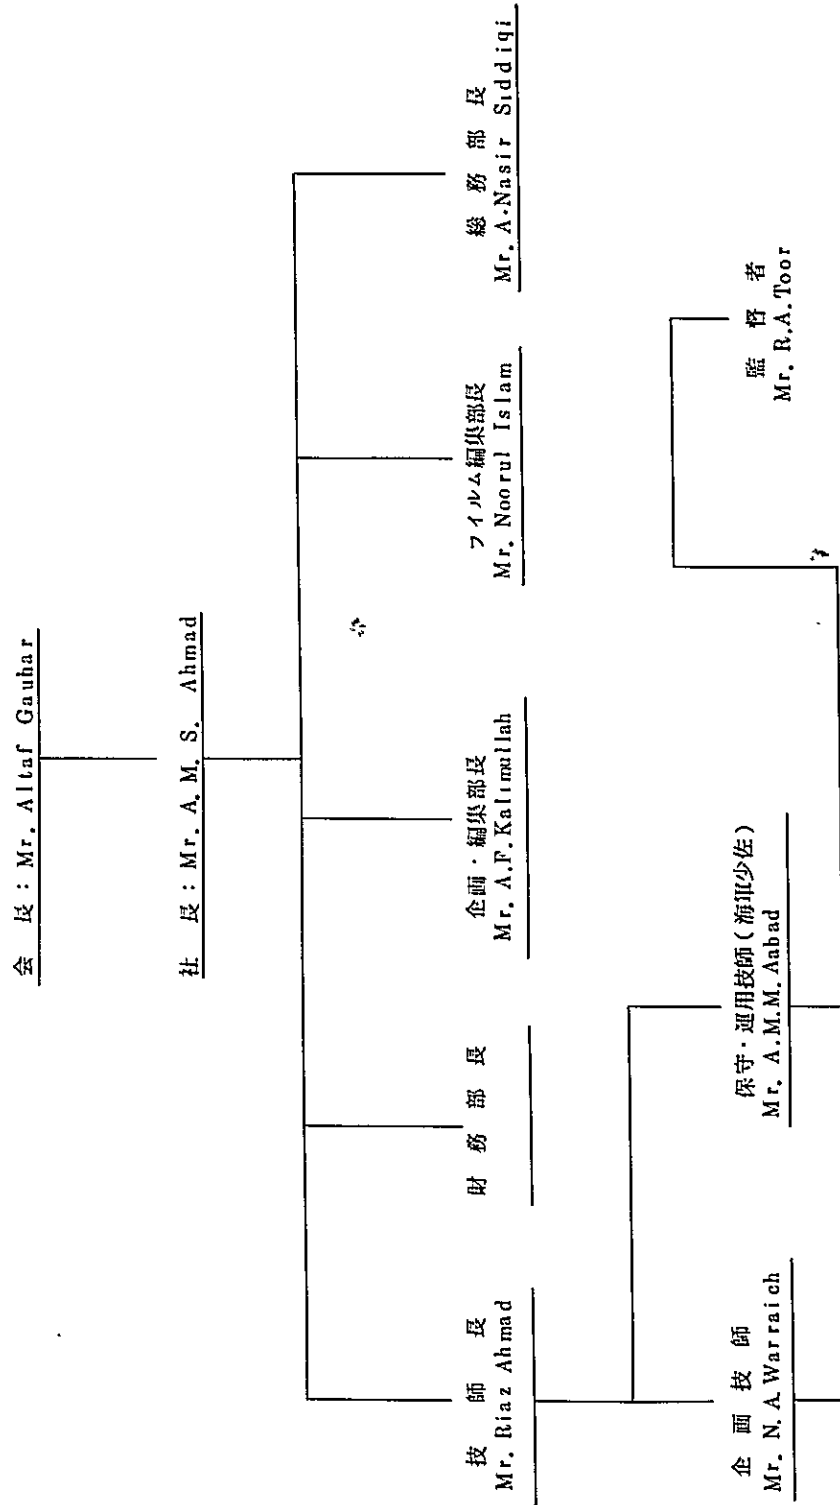 会 長 : Mr. Altaf Gauhar
社 長 : Mr. A. M. S. Ahmad
技 師 長
Mr. Riaz Ahmad
財 務 部 長
企画・編集部長
Mr. A.F. Kalimullah
フイルム編集部長
Mr. Noorul Islam
総 務 部 長
Mr. A·Nasir Siddiqi
企 画 技 師
Mr. N. A Warraich
保守・運用技師(海軍少佐)
Mr. A.M.M. Aabad
監 督 者
Mr. R.A. Toor